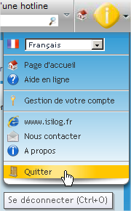 'une hotline
Français
Page d'accueil
Aide en ligne
Gestion de votre compte
www.isilog.fr
Nous contacter
A propos
Quitter
Se déconnecter (Ctrl+O)